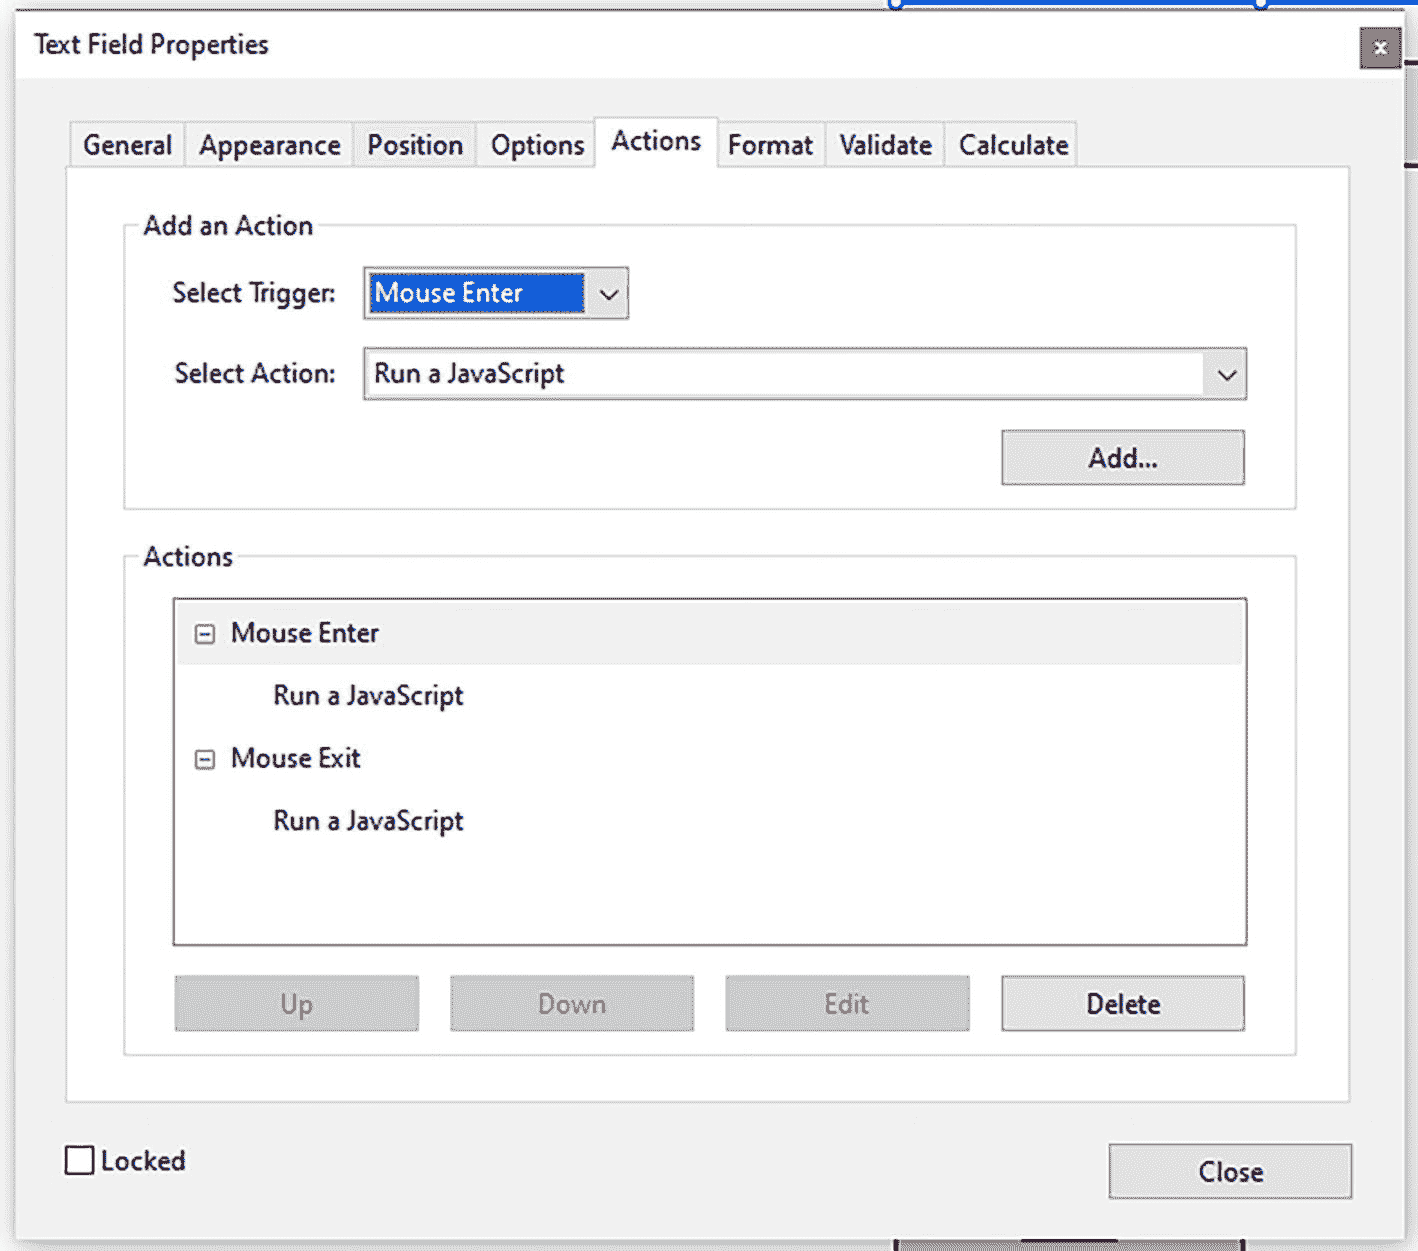 Text Field Properties
General Appearance Position Options Actions Format Validate Calculate
Add an Action
Select Trigger: Mouse Enter
Select Action: Run a JavaScript
Add...
Actions
Mouse Enter
Run a JavaScript
Mouse Exit
Run a JavaScript
Up Down Edit Delete
Locked
Close